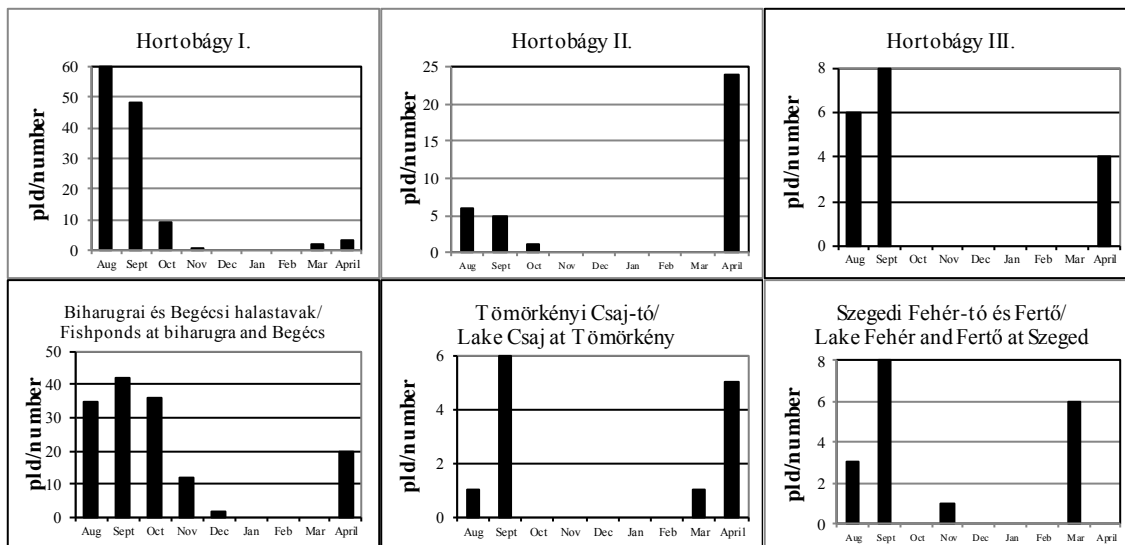 Hortobágy I.
pld/number
60
50
40
30
20
10
0
Aug Sept Oct Nov Dec Jan Feb Mar April
Hortobágy II.
pld/number
25
20
15
10
5
0
Aug Sept Oct Nov Dec Jan Feb Mar April
Hortobágy III.
pld/number
8
6
4
2
0
Aug Sept Oct Nov Dec Jan Feb Mar April
Biharugrai és Begécsi halastavak/
Fishponds at biharugra and Begécs
pld/number
50
40
30
20
10
0
Aug Sept Oct Nov Dec Jan Feb Mar April
Tömörkényi Csaj-tó/
Lake Csaj at Tömörkény
pld/number
6
4
2
0
Aug Sept Oct Nov Dec Jan Feb Mar April
Szegedi Fehér-tó és Fertő/
Lake Fehér and Fertő at Szeged
pld/number
8
6
4
2
0
Aug Sept Oct Nov Dec Jan Feb Mar April